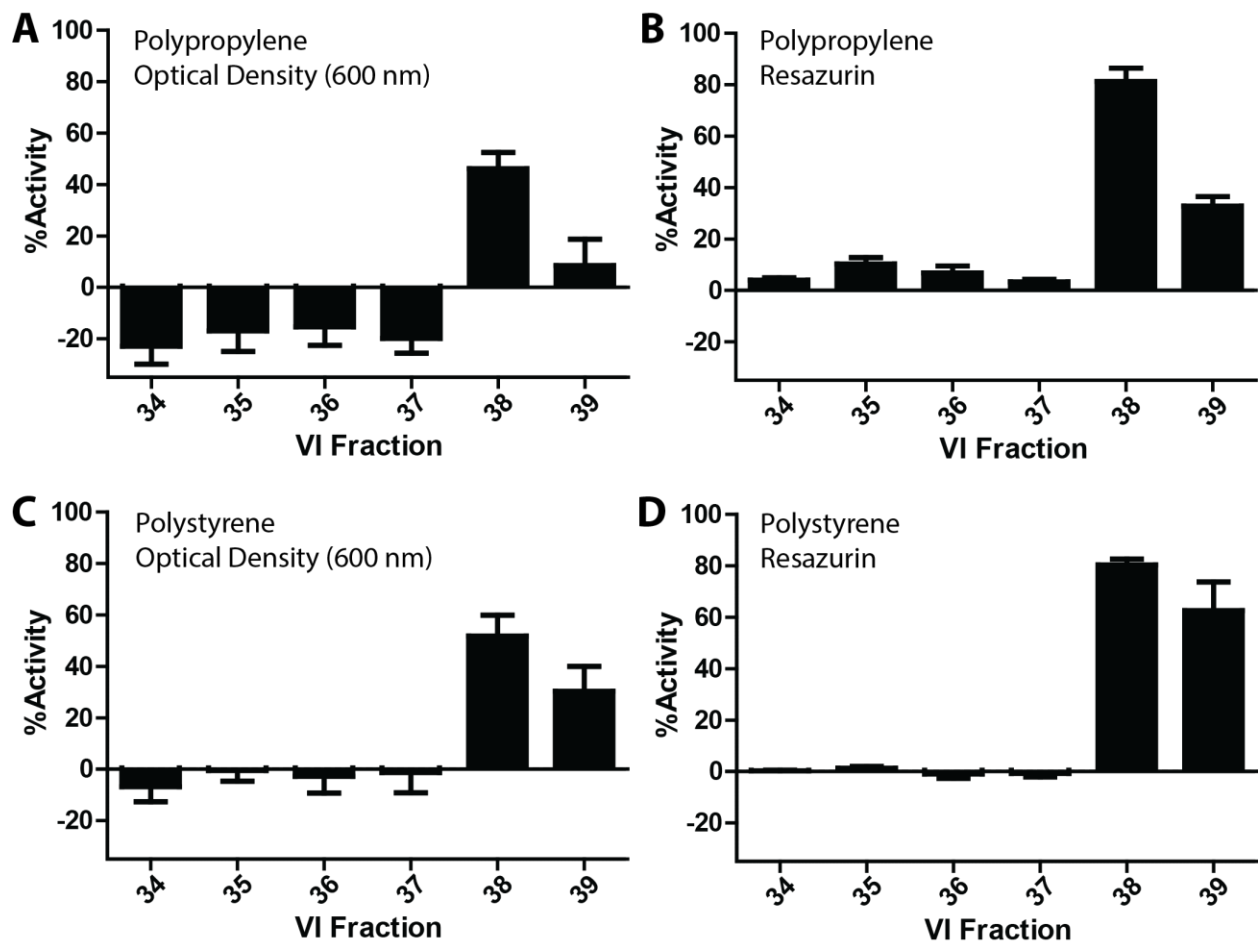 A
Polypropylene
Optical Density (600 nm)
%Activity
100
80
60
40
20
0
-20
34 35 36 37 38 39
VI Fraction
B
Polypropylene
Resazurin
%Activity
100
80
60
40
20
0
-20
34 35 36 37 38 39
VI Fraction
C
Polystyrene
Optical Density (600 nm)
%Activity
100
80
60
40
20
0
-20
34 35 36 37 38 39
VI Fraction
D
Polystyrene
Resazurin
%Activity
100
80
60
40
20
0
-20
34 35 36 37 38 39
VI Fraction